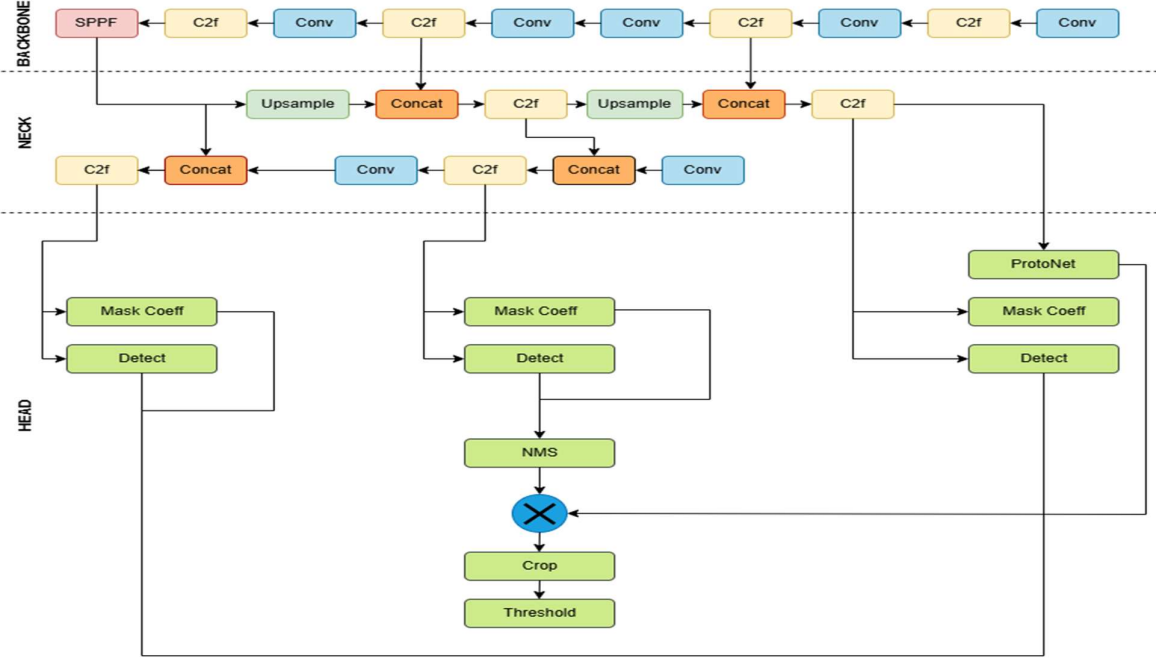 BACKBONE
SPPF
C2f
Conv
C2f
Conv
Conv
C2f
Conv
C2f
Conv
NECK
Upsample
Concat
C2f
Upsample
Concat
C2f
C2f
Concat
Conv
C2f
Concat
Conv
HEAD
ProtoNet
Mask Coeff
Mask Coeff
Mask Coeff
Detect
Detect
Detect
NMS
Crop
Threshold